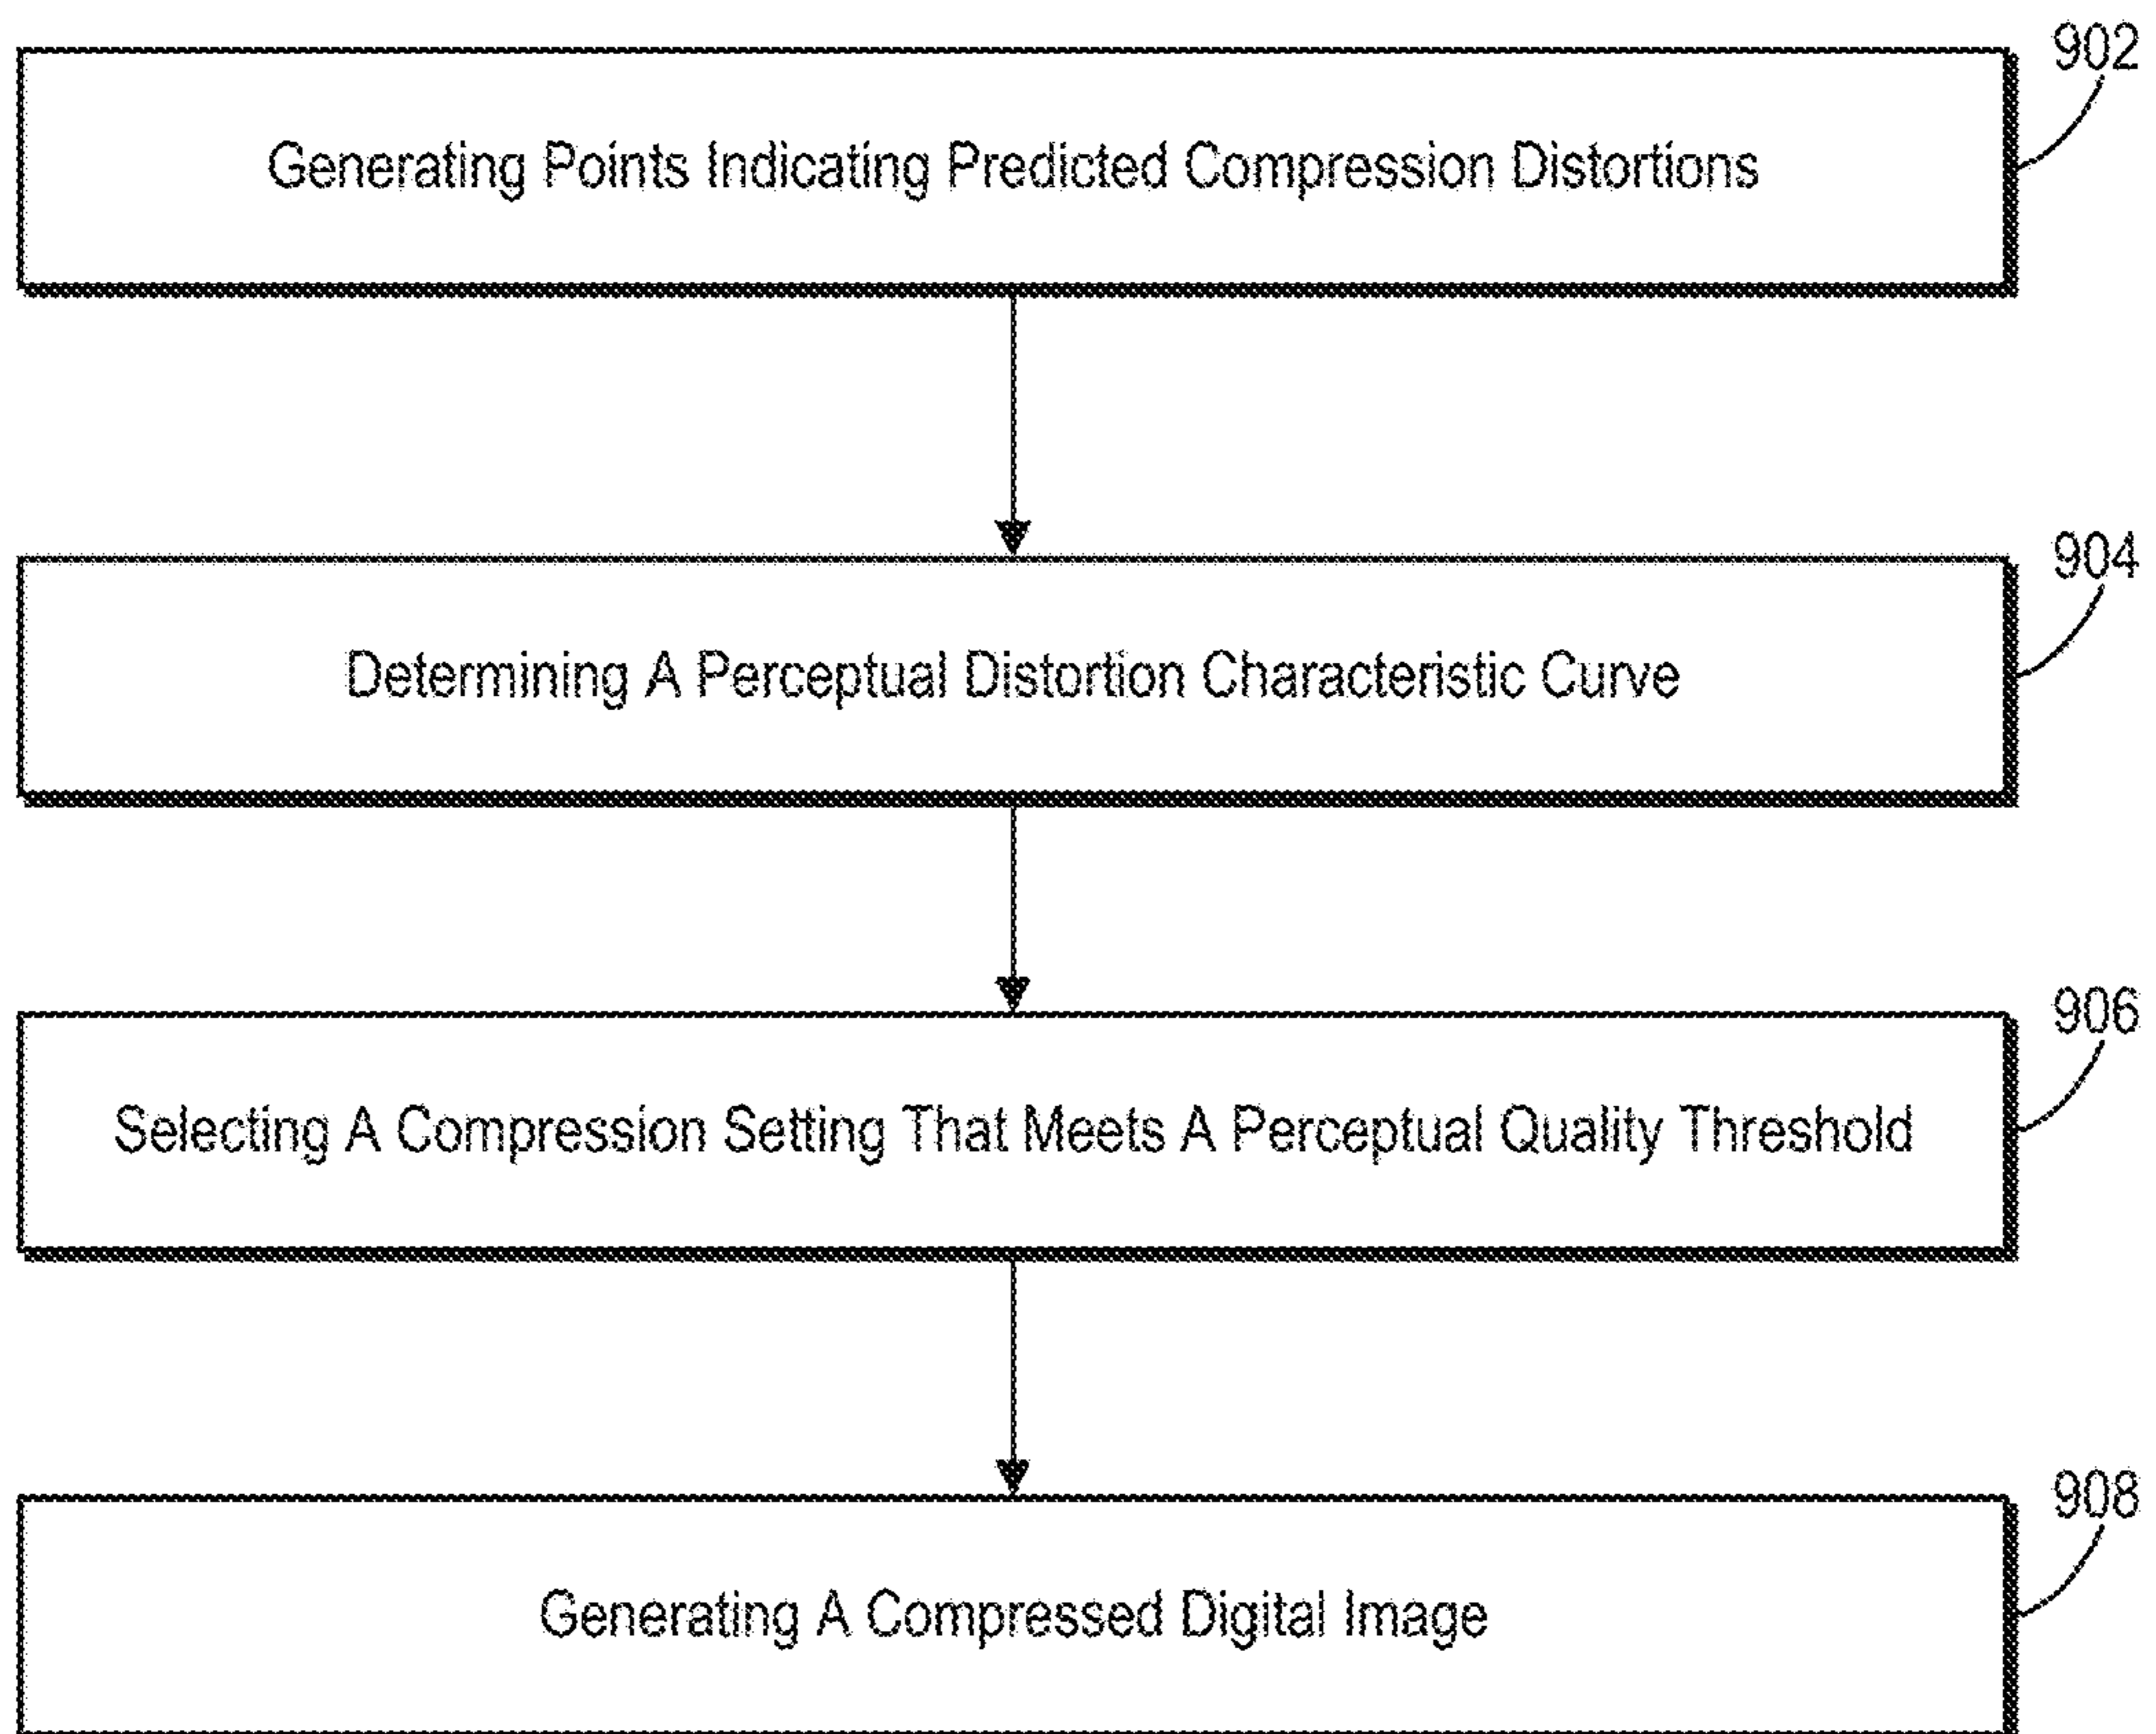 902
Generating Points Indicating Predicted Compression Distortions
904
Determining A Perceptual Distortion Characteristic Curve
906
Selecting A Compression Setting That Meets A Perceptual Quality Threshold
908
Generating A Compressed Digital Image